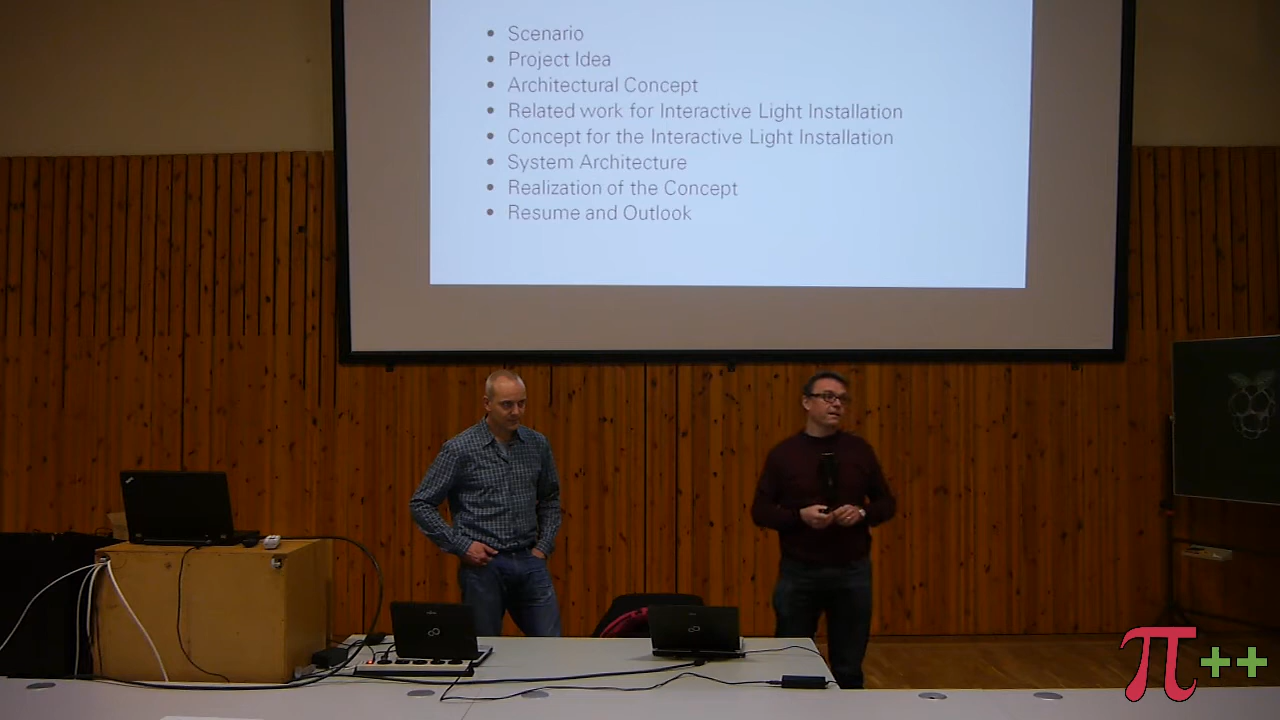 • Scenario
• Project Idea
• Architectural Concept
• Related work for Interactive Light Installation
• Concept for the Interactive Light Installation
• System Architecture
• Realization of the Concept
• Resume and Outlook
π++